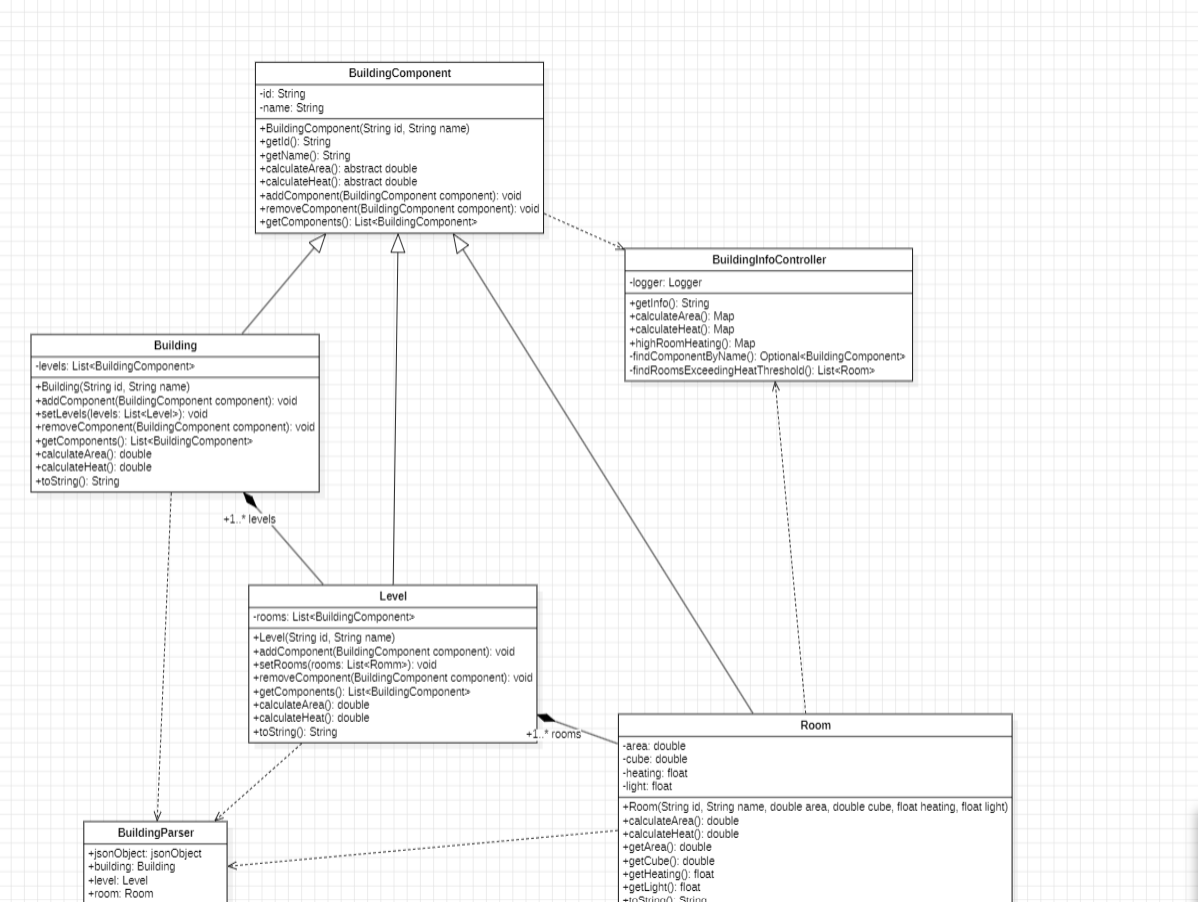 BuildingComponent
-id: String
-name: String
+BuildingComponent(String id, String name)
+getId(): String
+getName(): String
+calculateArea(): abstract double
+calculateHeat(): abstract double
+addComponent(BuildingComponent component): void
+removeComponent(BuildingComponent component): void
+getComponents(): List<BuildingComponent>
BuildingInfoController
-logger: Logger
+getInfo(): String
+calculateArea(): Map
+calculateHeat(): Map
+highRoomHeating(): Map
-findComponentByName(): Optional<BuildingComponent>
-findRoomsExceedingHeatThreshold(): List<Room>
Building
-levels: List<BuildingComponent>
+Building(String id, String name)
+addComponent(BuildingComponent component): void
+setLevels(levels: List<Level>): void
+removeComponent(BuildingComponent component): void
+getComponents(): List<BuildingComponent>
+calculateArea(): double
+calculateHeat(): double
+toString(): String
+1..* levels
Level
-rooms: List<BuildingComponent>
+Level(String id, String name)
+addComponent(BuildingComponent component): void
+setRooms(rooms: List<Romm>): void
+removeComponent(BuildingComponent component): void
+getComponents(): List<BuildingComponent>
+calculateArea(): double
+calculateHeat(): double
+toString(): String
+1..* rooms
Room
-area: double
-cube: double
-heating: float
-light: float
+Room(String id, String name, double area, double cube, float heating, float light)
+calculateArea(): double
+calculateHeat(): double
+getArea(): double
+getCube(): double
+getHeating(): float
+getLight(): float
+toString(): String
BuildingParser
+jsonObject: jsonObject
+building: Building
+level: Level
+room: Room